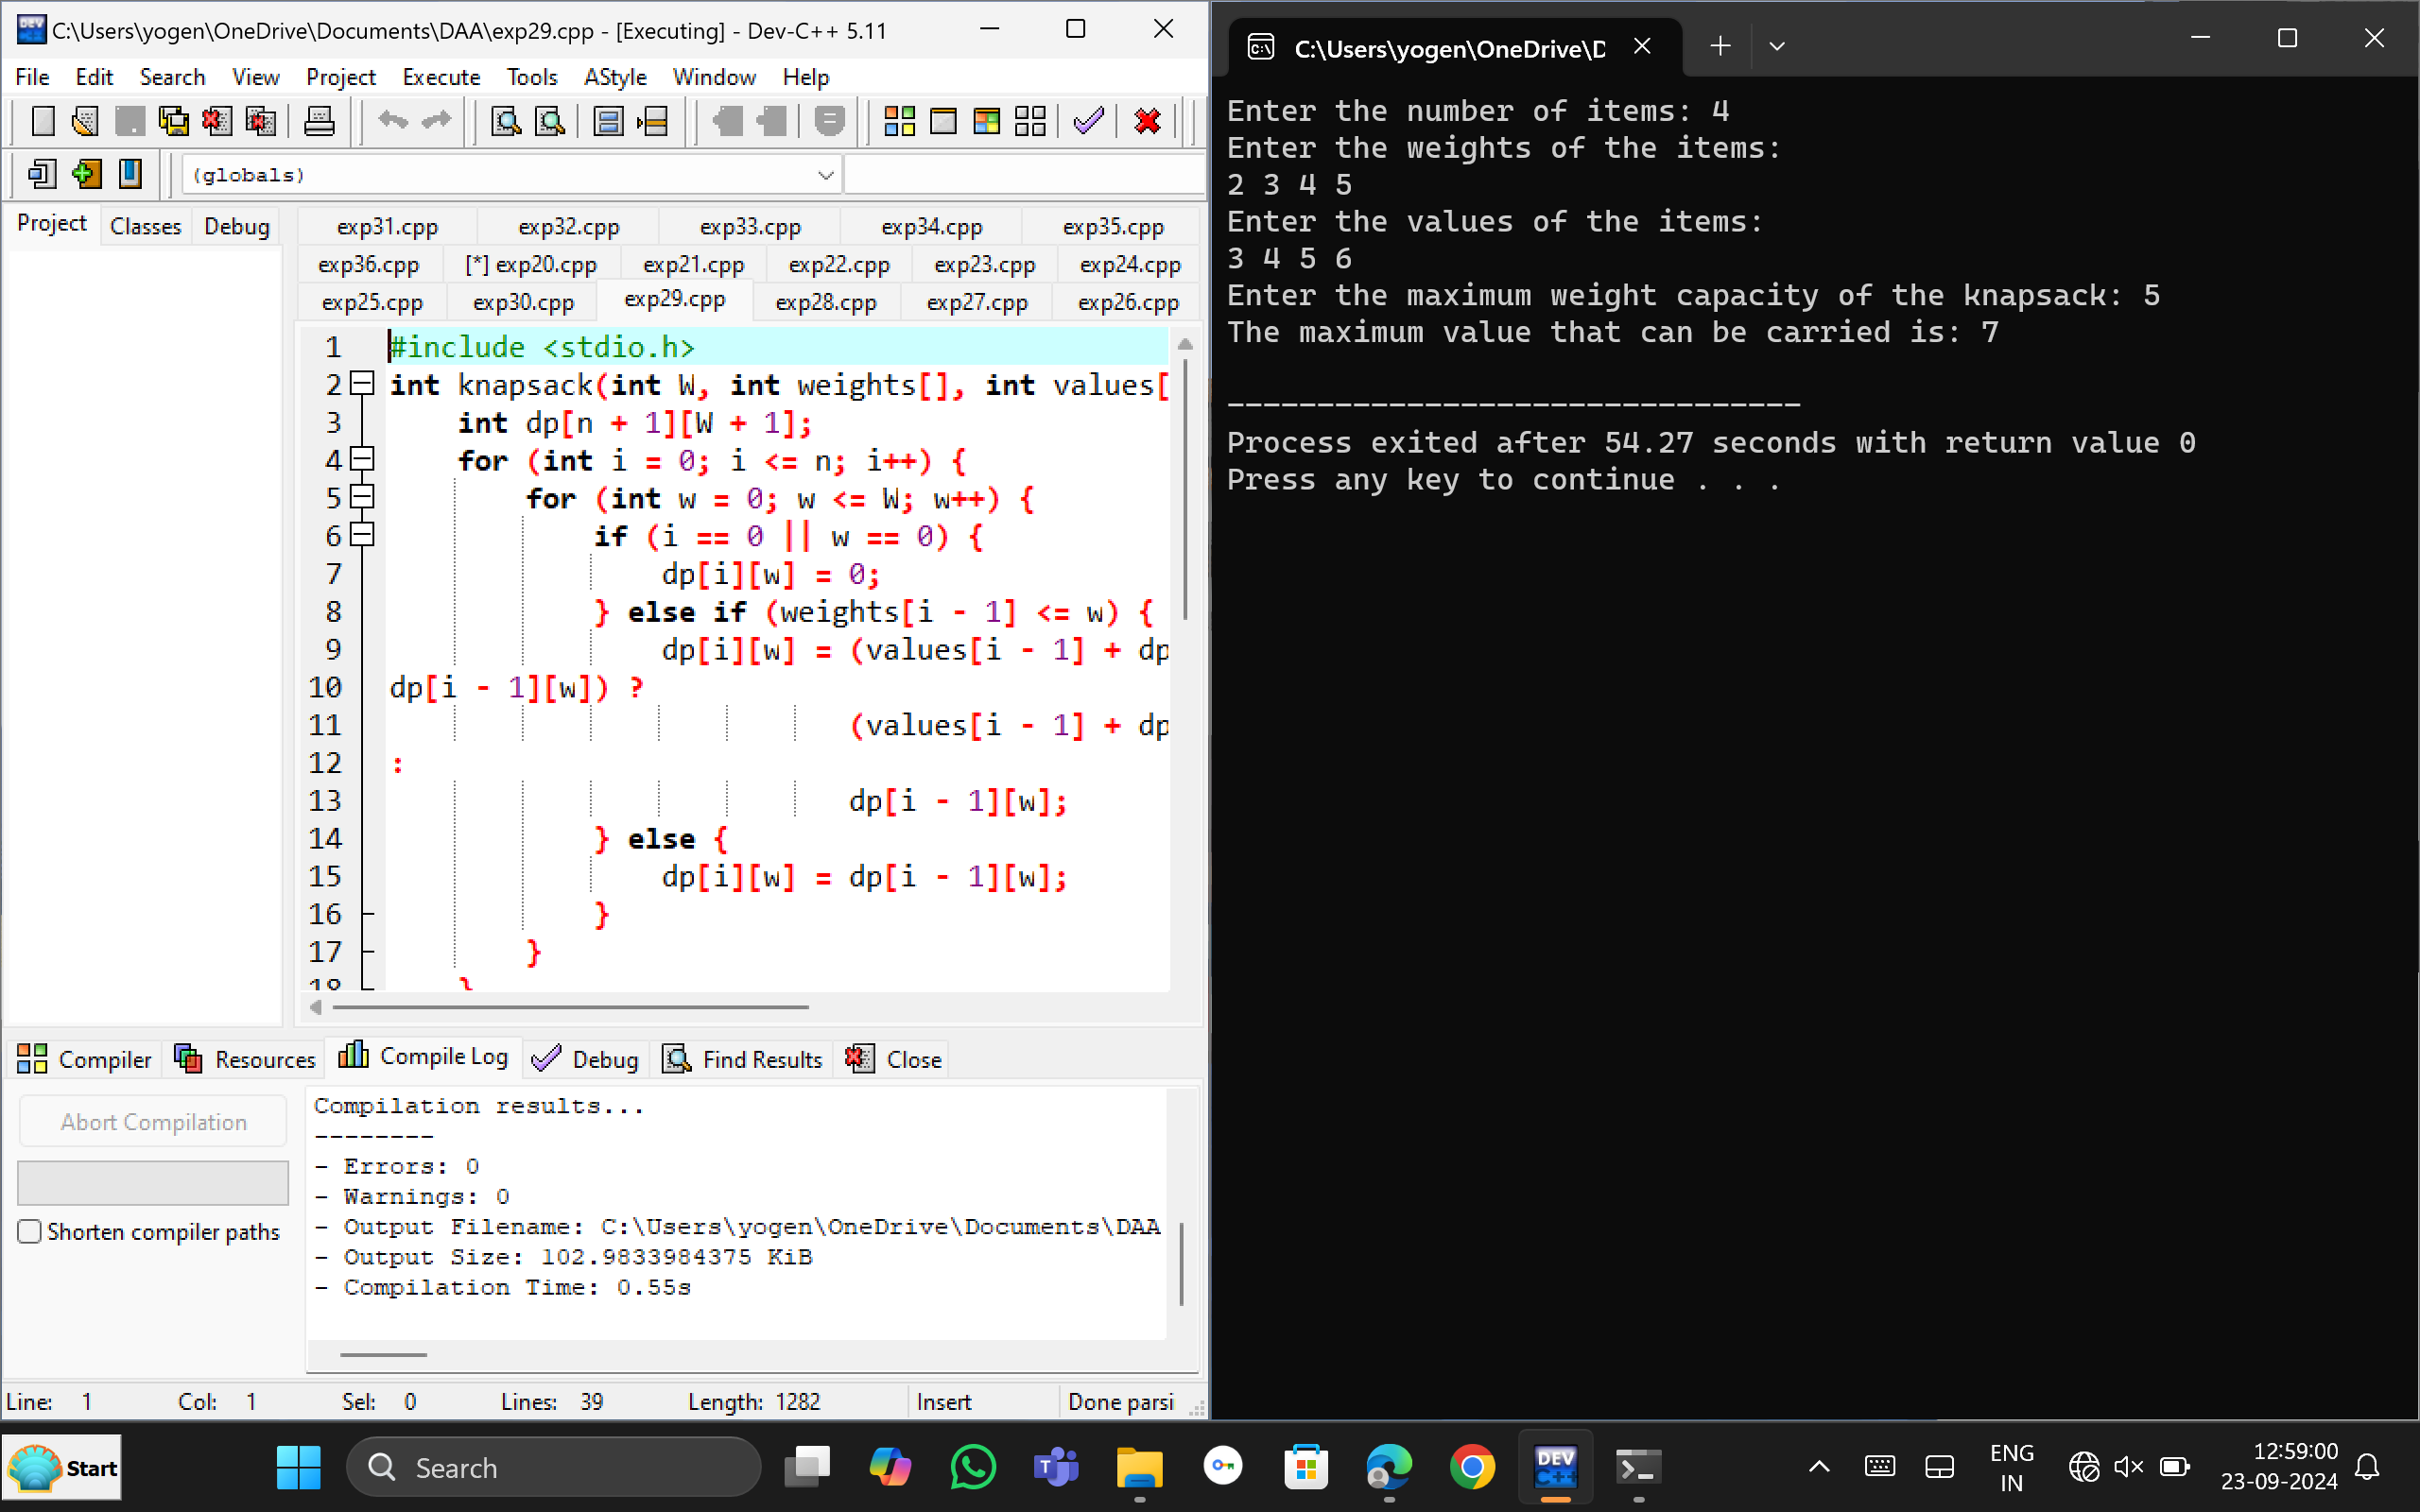 C:\Users\yogen\OneDrive\Documents\DAA\exp29.cpp - [Executing] - Dev-C++ 5.11
File Edit Search View Project Execute Tools AStyle Window Help
(globals)
Project Classes Debug
exp31.cpp exp32.cpp exp33.cpp exp34.cpp exp35.cpp
exp36.cpp [*] exp20.cpp exp21.cpp exp22.cpp exp23.cpp exp24.cpp
exp25.cpp exp30.cpp exp29.cpp exp28.cpp exp27.cpp exp26.cpp
1 #include <stdio.h>
2 int knapsack(int W, int weights[], int values[
3 int dp[n + 1][W + 1];
4 for (int i = 0; i <= n; i++) {
5 for (int w = 0; w <= W; w++) {
6 if (i == 0 || w == 0) {
7 dp[i][w] = 0;
8 } else if (weights[i - 1] <= w) {
9 dp[i][w] = (values[i - 1] + dp
10 dp[i - 1][w]) ?
11 (values[i - 1] + dp
12 :
13 dp[i - 1][w];
14 } else {
15 dp[i][w] = dp[i - 1][w];
16 }
17 }
18 }
Compiler Resources Compile Log Debug Find Results Close
Abort Compilation
Shorten compiler paths
Compilation results...
--------
- Errors: 0
- Warnings: 0
- Output Filename: C:\Users\yogen\OneDrive\Documents\DAA
- Output Size: 102.9833984375 KiB
- Compilation Time: 0.55s
Line: 1 Col: 1 Sel: 0 Lines: 39 Length: 1282 Insert Done parsi
C:\Users\yogen\OneDrive\D
Enter the number of items: 4
Enter the weights of the items:
2 3 4 5
Enter the values of the items:
3 4 5 6
Enter the maximum weight capacity of the knapsack: 5
The maximum value that can be carried is: 7
--------------------------------
Process exited after 54.27 seconds with return value 0
Press any key to continue . . .
Start
Search
DEV
C++
ENG
IN
12:59:00
23-09-2024